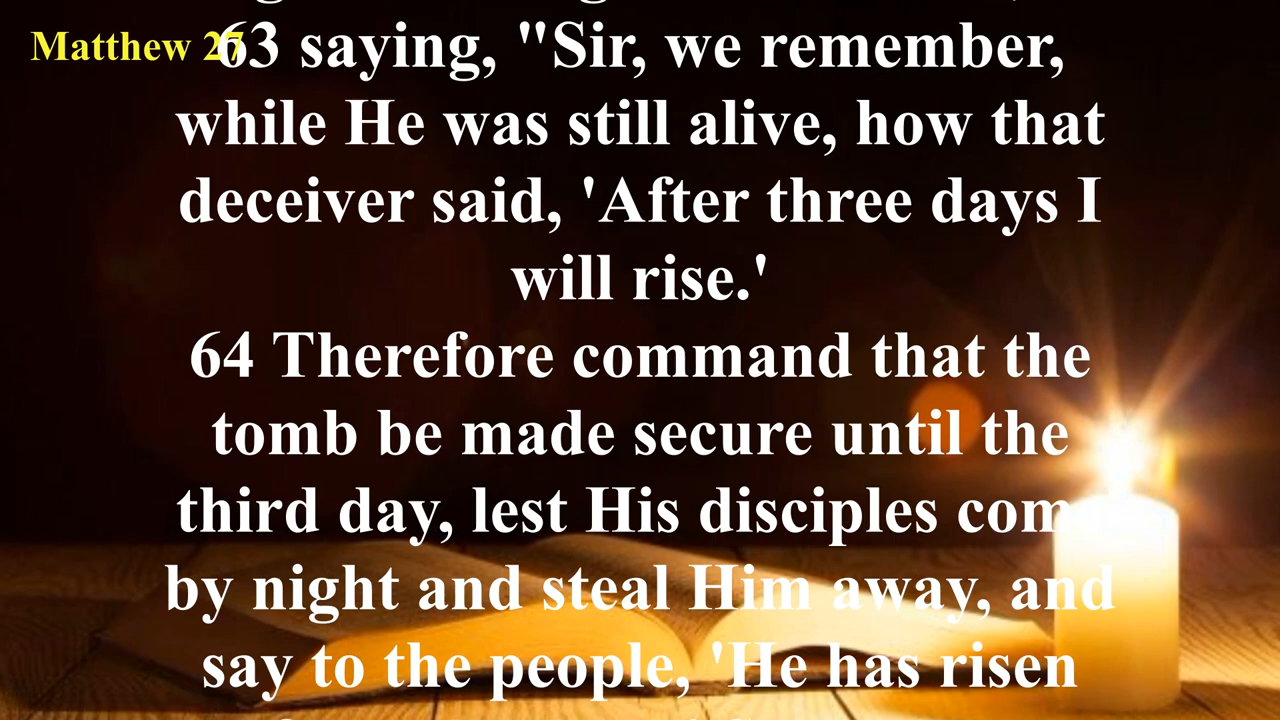 Matthew 27
63 saying, "Sir, we remember,
while He was still alive, how that
deceiver said, 'After three days I
will rise.'
64 Therefore command that the
tomb be made secure until the
third day, lest His disciples come
by night and steal Him away, and
say to the people, 'He has risen